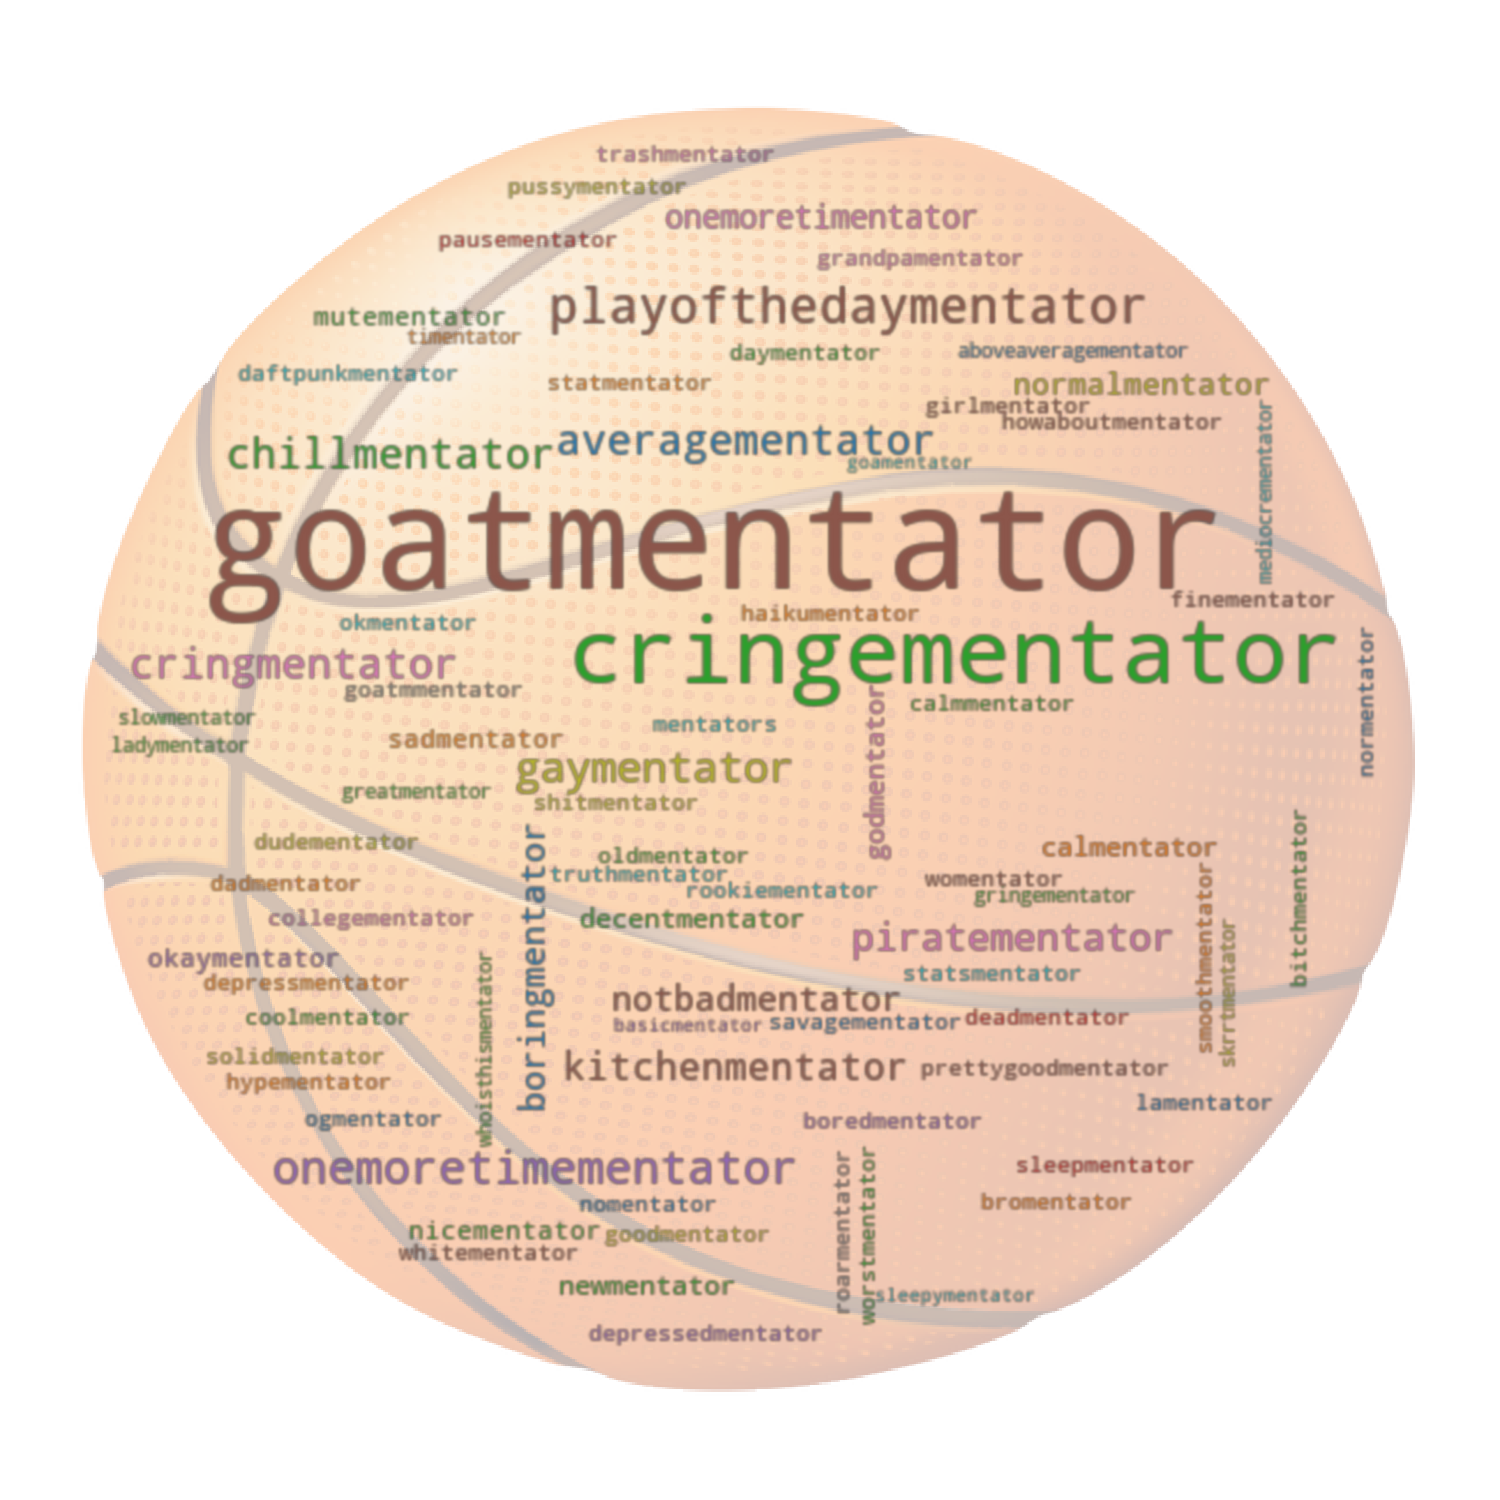 trashmentator
pussymentator
onemoretimentator
pausementator
grandpamentator
playofthedaymentator
mutementator
timentator
daymentator
aboveaveragementator
daftpunkmentator
statmentator
normalmentator
girlmentator
howaboutmentator
mediocrementator
chillmentator
averagementator
goamentator
goatmentator
finementator
haikumentator
okmentator
cringementator
cringmentator
goatmmentator
normentator
calmmentator
godmentator
slowmentator
mentators
ladymentator
sadmentator
gaymentator
greatmentator
shitmentator
dudementator
boringmentator
oldmentator
calmentator
bitchmentator
truthmentator
dadmentator
rookiementator
womentator
gringementator
smoothmentator
collegementator
decentmentator
skrrtmentator
piratementator
okaymentator
whoisthismentator
statsmentator
depressmentator
notbadmentator
coolmentator
basicmentator
savagementator
deadmentator
solidmentator
kitchenmentator
prettygoodmentator
hypementator
lamentator
ogmentator
boredmentator
onemoretimementator
roarmentator
worstmentator
sleepmentator
nomentator
bromentator
nicementator
goodmentator
whitementator
newmentator
sleepymentator
depressedmentator